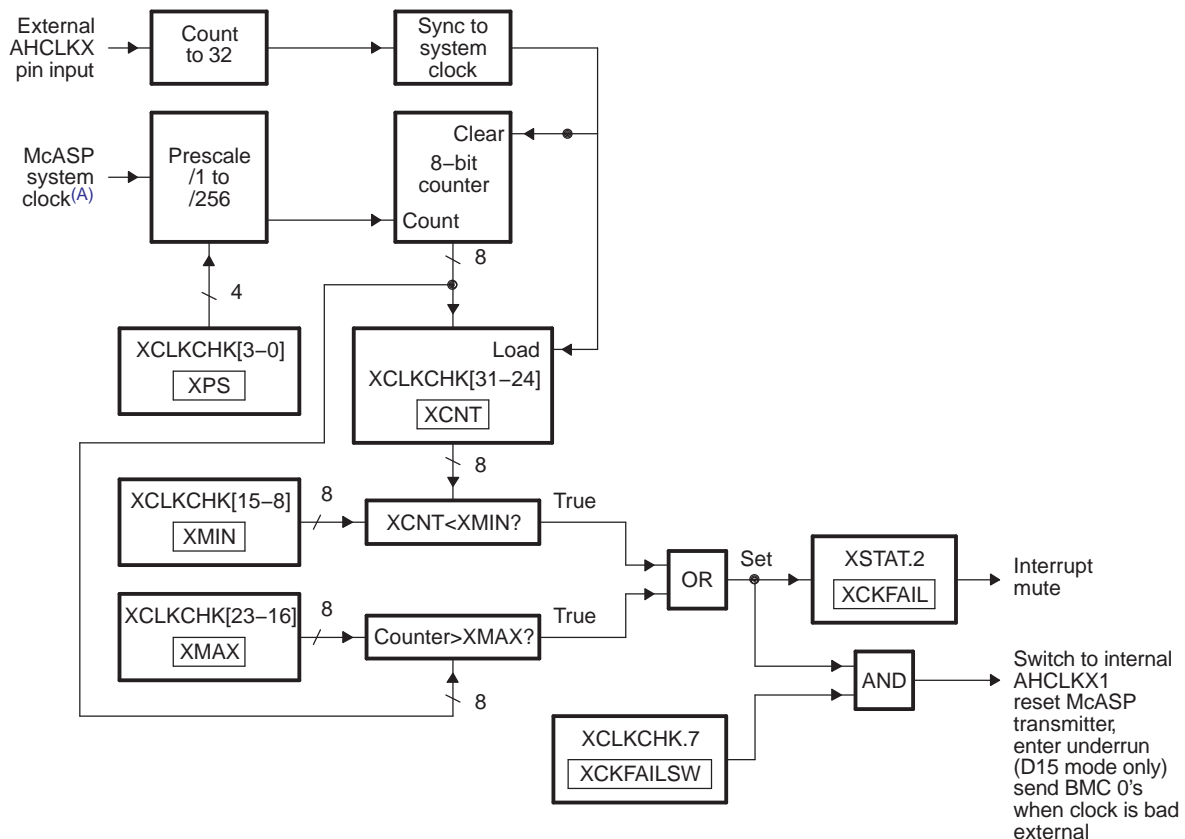 External
AHCLKX
pin input
Count
to 32
Sync to
system
clock
McASP
system
clock(A)
Prescale
/1 to
/256
Clear
8–bit
counter
Count
8
4
XCLKCHK[3–0]
XPS
Load
XCLKCHK[31–24]
XCNT
8
XCLKCHK[15–8]
XMIN
8
XCNT<XMIN?
True
XCLKCHK[23–16]
XMAX
8
Counter>XMAX?
True
8
OR
Set
XSTAT.2
XCKFAIL
Interrupt
mute
AND
XCLKCHK.7
XCKFAILSW
Switch to internal
AHCLKX1
reset McASP
transmitter,
enter underrun
(D15 mode only)
send BMC 0's
when clock is bad
external